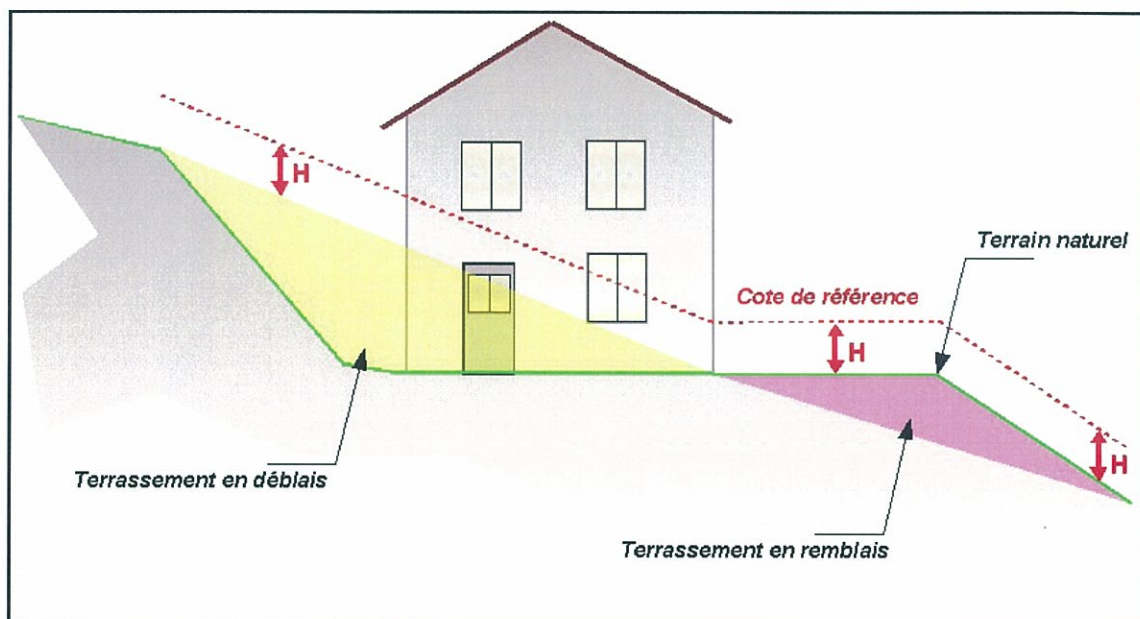 H
Terrain naturel
Cote de référence
H
H
Terrassement en déblais
Terrassement en remblais